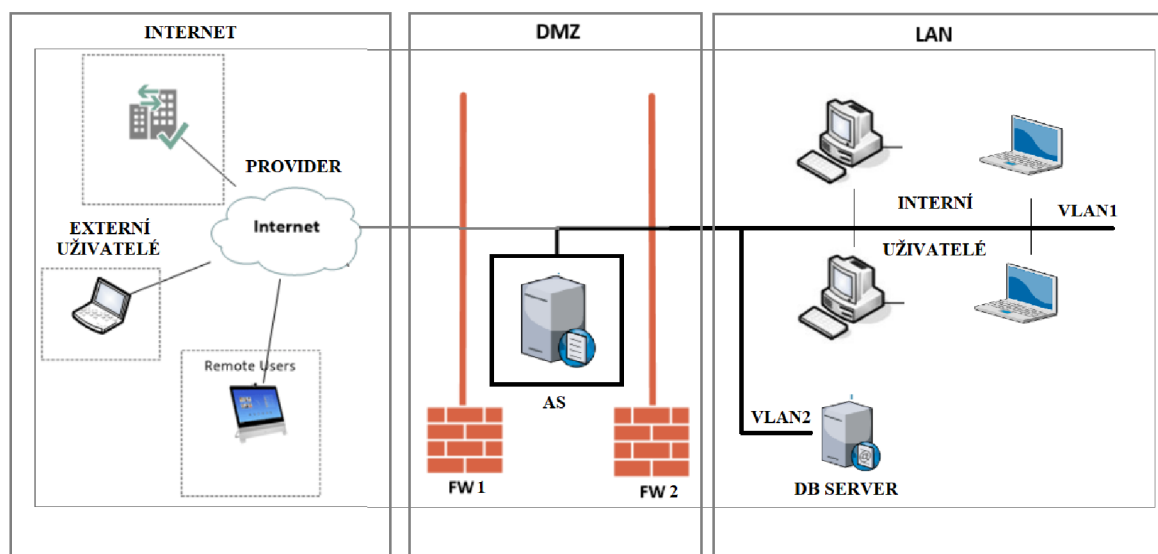 INTERNET
DMZ
LAN
PROVIDER
Internet
EXTERNÍ
UŽIVATELÉ
Remote Users
AS
FW 1
FW 2
INTERNÍ
VLAN1
UŽIVATELÉ
VLAN2
DB SERVER